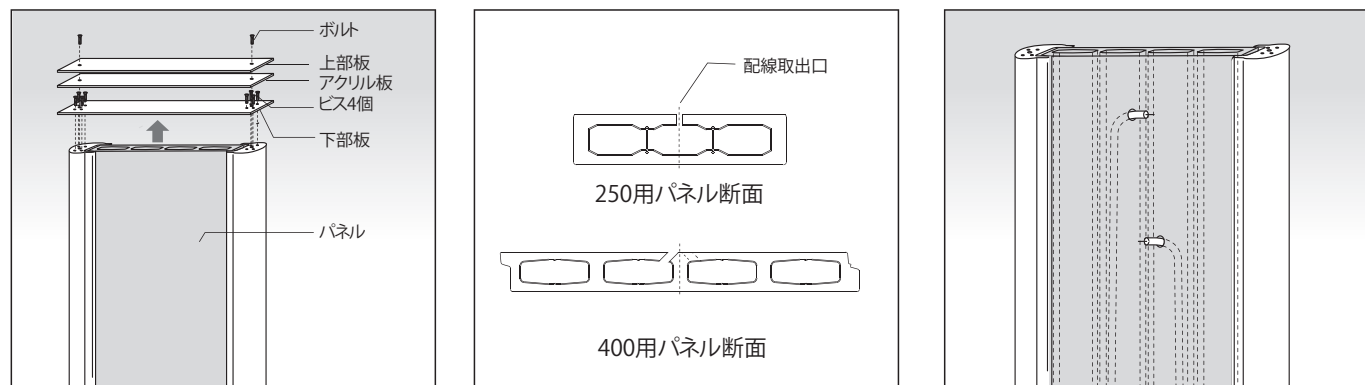 ボルト
上部板
アクリル板
ビス4個
下部板
パネル
配線取出口
250用パネル断面
400用パネル断面